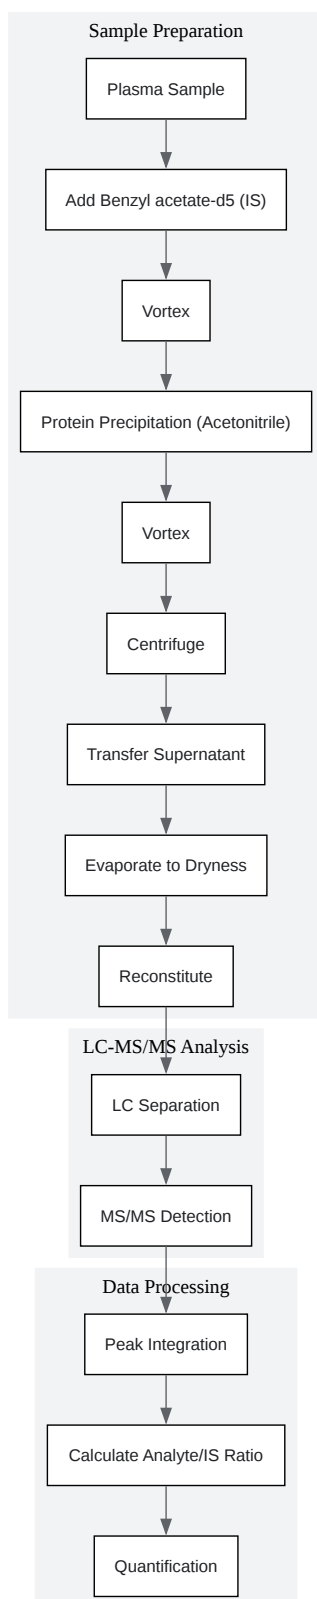 Sample Preparation
Plasma Sample
Add Benzyl acetate-d5 (IS)
Vortex
Protein Precipitation (Acetonitrile)
Vortex
Centrifuge
Transfer Supernatant
Evaporate to Dryness
Reconstitute
LC-MS/MS Analysis
LC Separation
MS/MS Detection
Data Processing
Peak Integration
Calculate Analyte/IS Ratio
Quantification